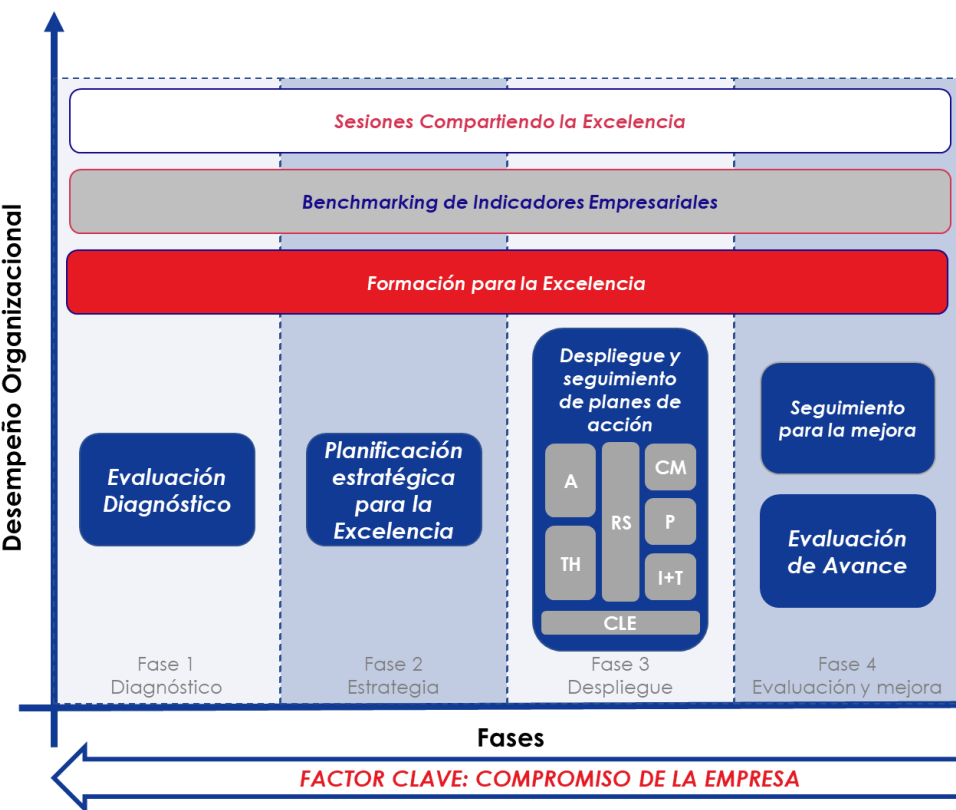 Desempeño Organizacional
Sesiones Compartiendo la Excelencia
Benchmarking de Indicadores Empresariales
Formación para la Excelencia
Evaluación
Diagnóstico
Planificación
estratégica
para la
Excelencia
Despliegue y
seguimiento
de planes de
acción
A
TH
RS
CM
P
I+T
CLE
Seguimiento
para la mejora
Evaluación
de Avance
Fase 1
Diagnóstico
Fase 2
Estrategia
Fase 3
Despliegue
Fase 4
Evaluación y mejora
Fases
FACTOR CLAVE: COMPROMISO DE LA EMPRESA